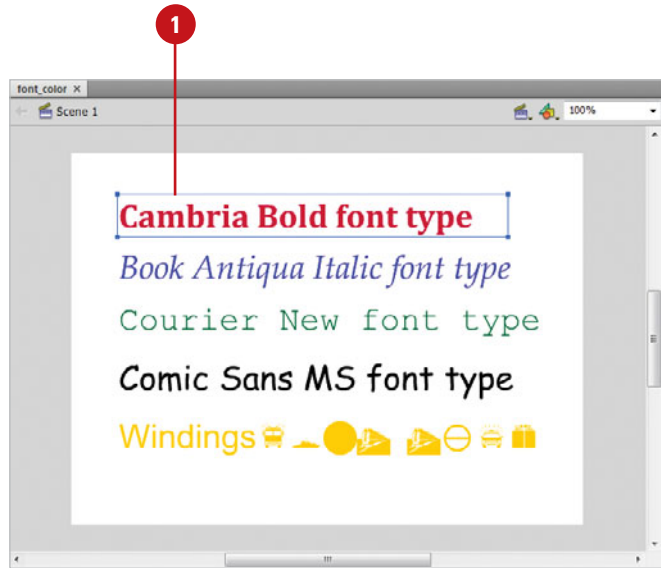 1
font_color ×
Scene 1
100%
Cambria Bold font type
Book Antiqua Italic font type
Courier New font type
Comic Sans MS font type
Windings